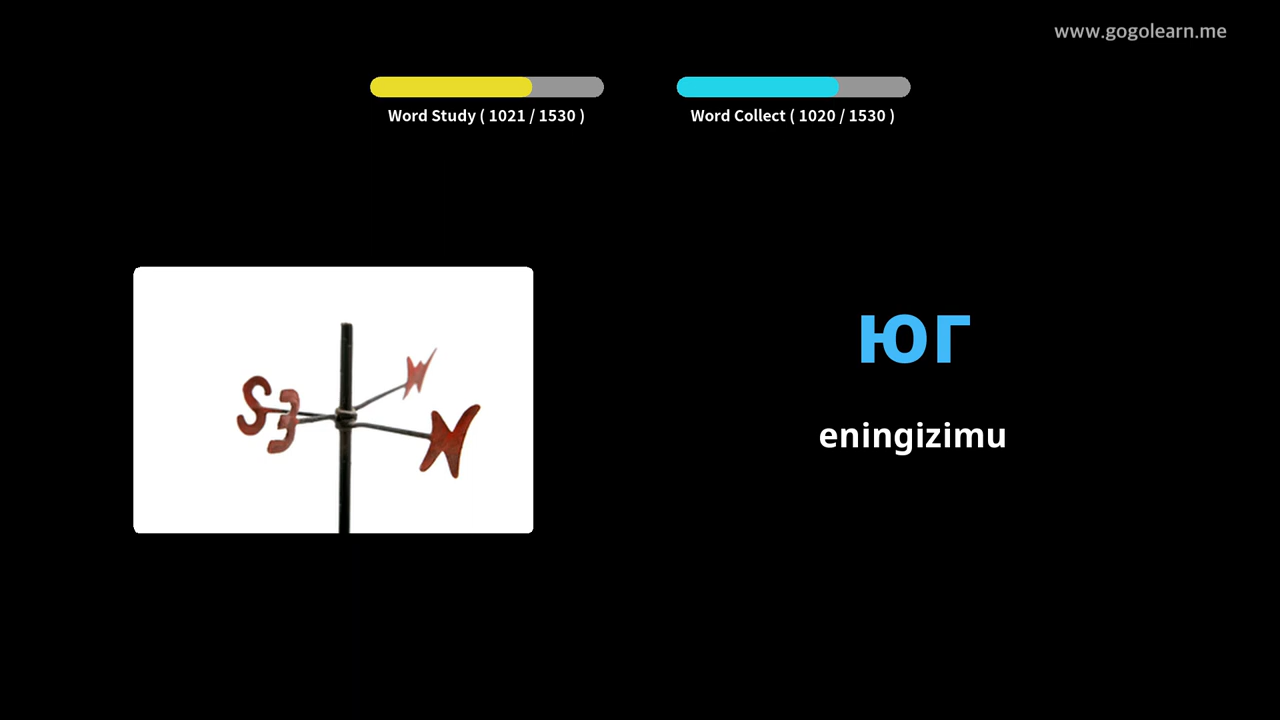 www.gogolearn.me
Word Study ( 1021 / 1530 )
Word Collect ( 1020 / 1530 )
юг
eningizimu
S
E
N